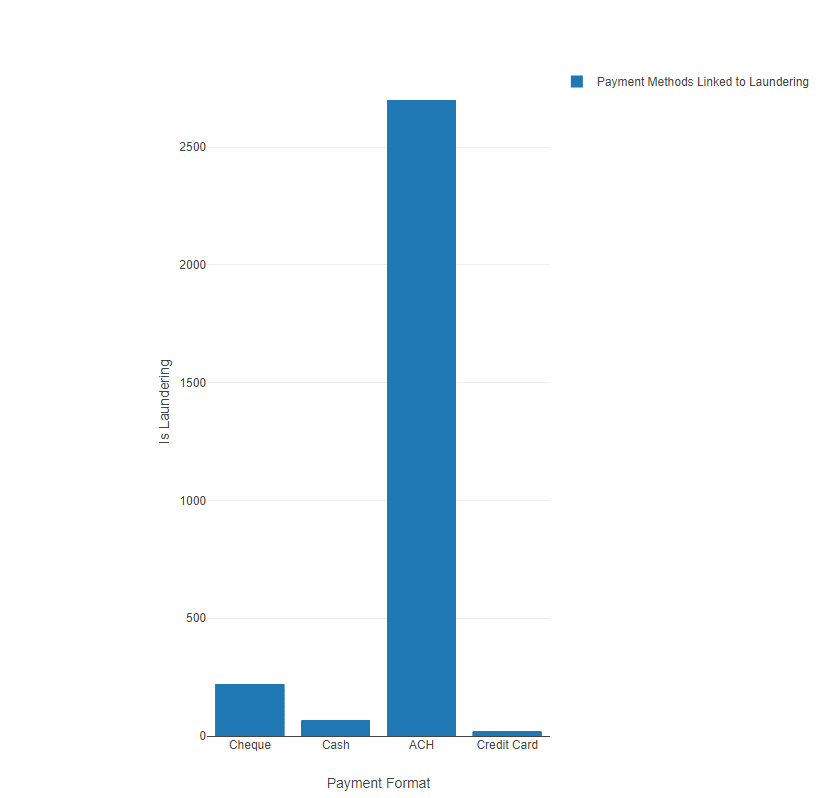 Payment Methods Linked to Laundering
2500
2000
1500
1000
500
0
Is Laundering
Cheque Cash ACH Credit Card
Payment Format